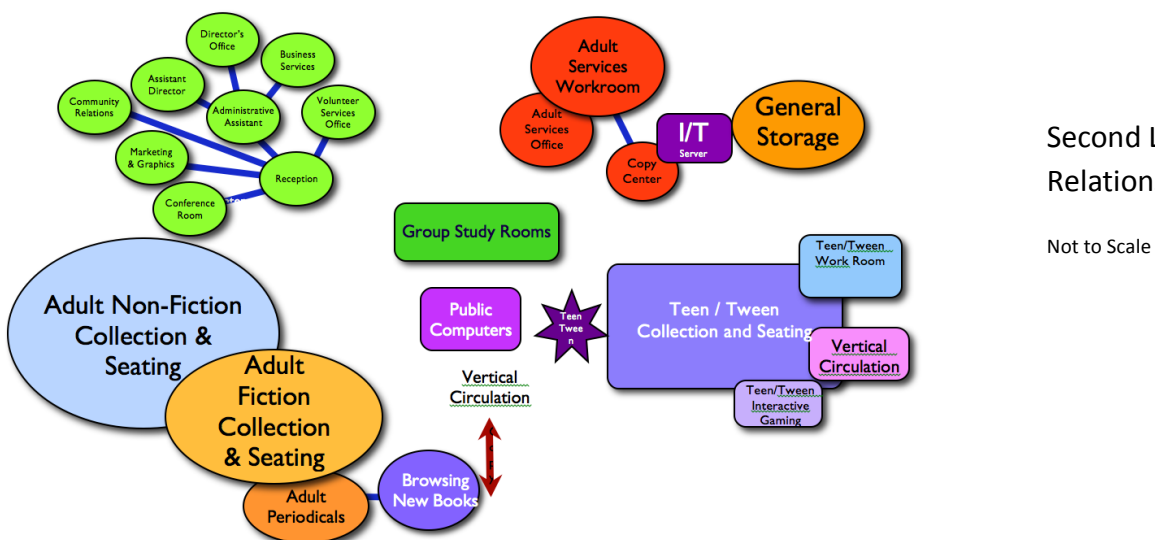 Director's
Office
Business
Services
Assistant
Director
Community
Relations
Administrative
Assistant
Volunteer
Services
Office
Marketing
& Graphics
Reception
Conference
Room
Adult
Services
Workroom
Adult
Services
Office
Copy
Center
I/T
Server
General
Storage
Second
Relation
Not to Scale
Group Study Rooms
Teen/Tween
Work Room
Adult Non-Fiction
Collection &
Seating
Public
Computers
Teen
Twee
n
Teen / Tween
Collection and Seating
Vertical
Circulation
Adult
Fiction
Collection
& Seating
Vertical
Circulation
Teen/Tween
Interactive
Gaming
Browsing
New Books
Adult
Periodicals